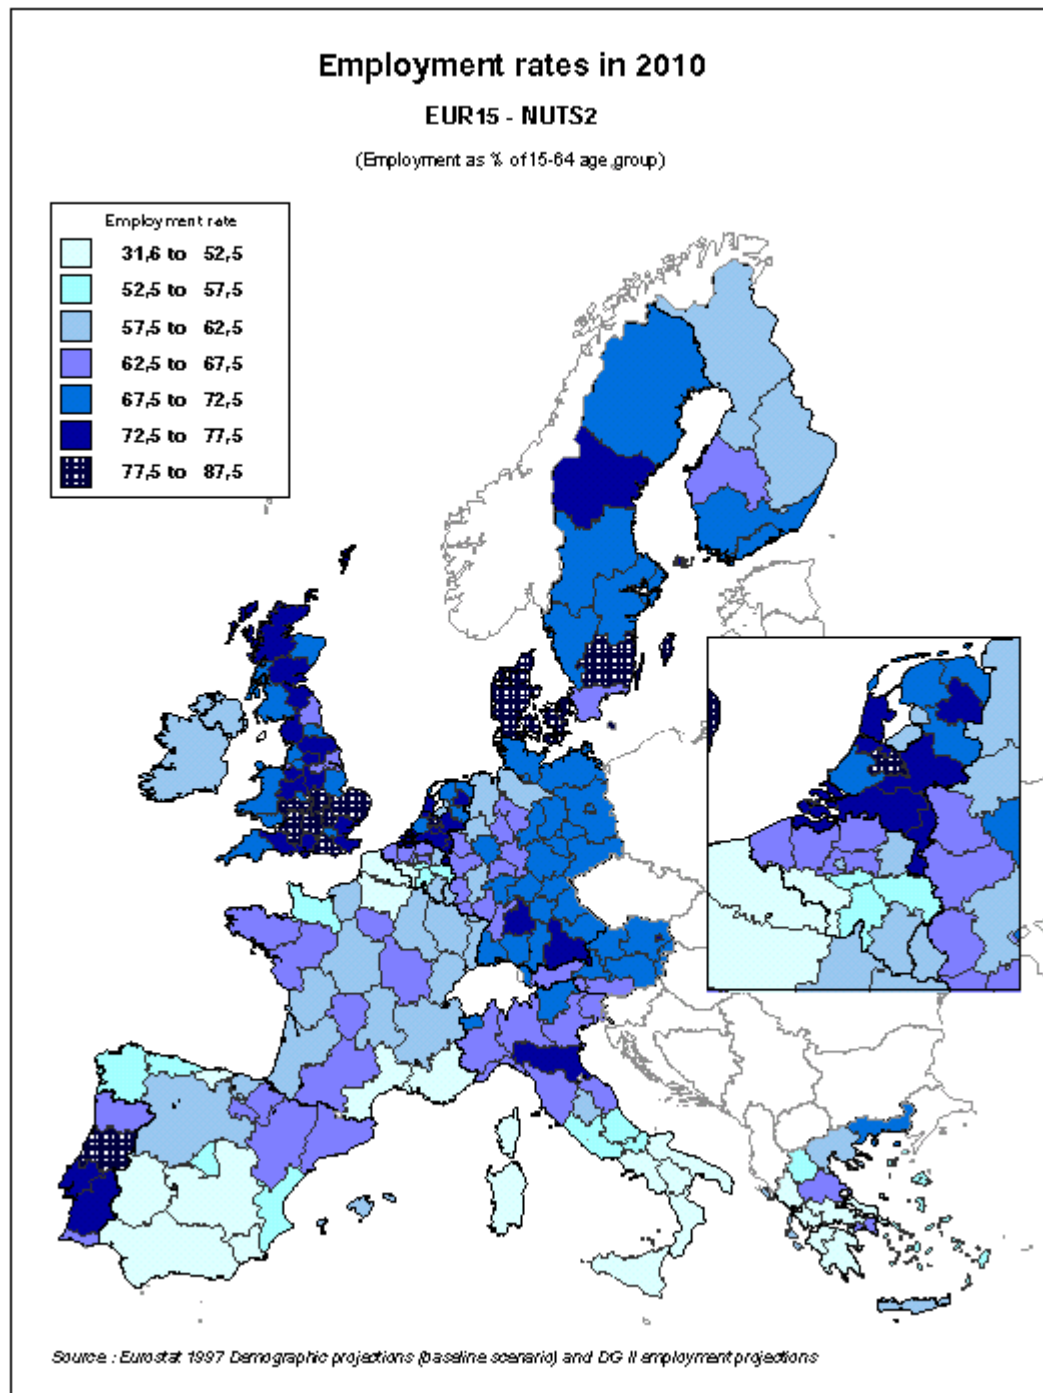 Employment rates in 2010
EUR15 - NUTS2
(Employment as % of 15-64 age,group)
Employment rate
31,6 to 52,5
52,5 to 57,5
57,5 to 62,5
62,5 to 67,5
67,5 to 72,5
72,5 to 77,5
77,5 to 87,5
Source : Eurostat 1997 Demographic projections (baseline scenario) and DG II employment projections